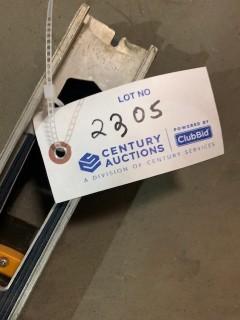 LOT NO
2305
CENTURY AUCTIONS
POWERED BY
ClubBid
A DIVISION OF CENTURY SERVICES